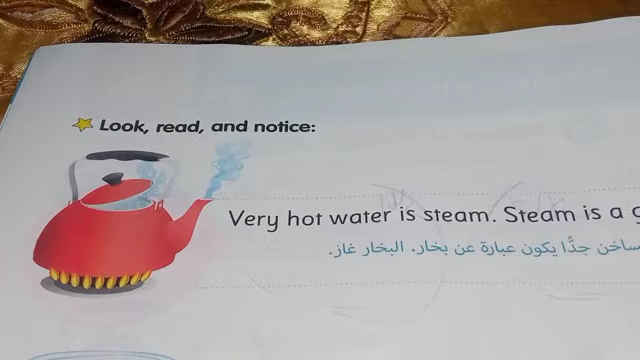 Look, read, and notice:
Very hot water is steam. Steam is a
ساخن جدًّا يكون عبارة عن بخار. البخار غاز.